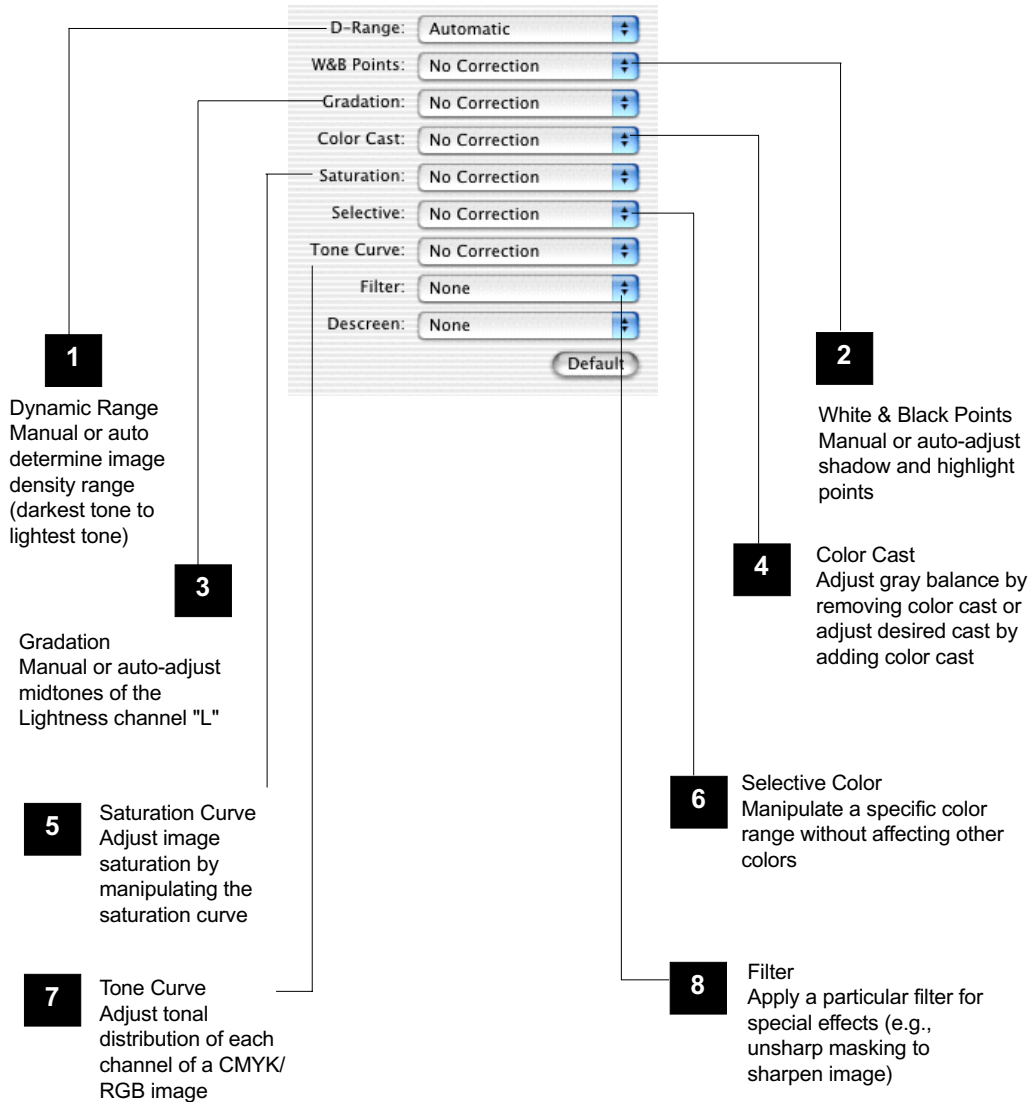 D-Range: Automatic
W&B Points: No Correction
Gradation: No Correction
Color Cast: No Correction
Saturation: No Correction
Selective: No Correction
Tone Curve: No Correction
Filter: None
Descreen: None
Default
1
Dynamic Range
Manual or auto
determine image
density range
(darkest tone to
lightest tone)
2
White & Black Points
Manual or auto-adjust
shadow and highlight
points
3
Gradation
Manual or auto-adjust
midtones of the
Lightness channel "L"
4
Color Cast
Adjust gray balance by
removing color cast or
adjust desired cast by
adding color cast
5
Saturation Curve
Adjust image
saturation by
manipulating the
saturation curve
6
Selective Color
Manipulate a specific color
range without affecting other
colors
7
Tone Curve
Adjust tonal
distribution of each
channel of a CMYK/
RGB image
8
Filter
Apply a particular filter for
special effects (e.g.,
unsharp masking to
sharpen image)